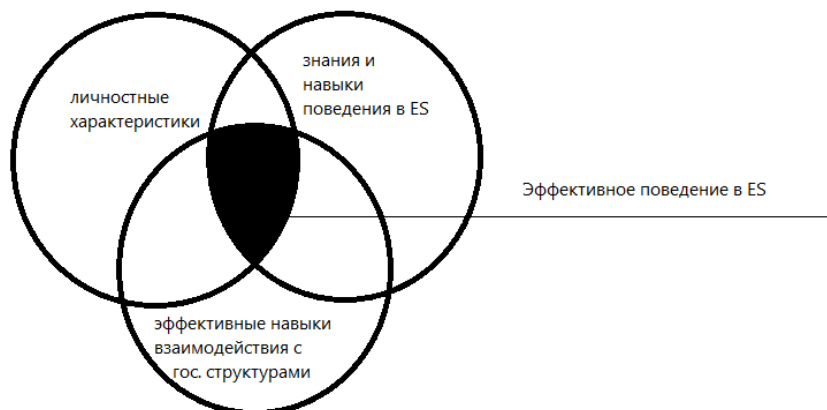 личностные
характеристики
знания и
навыки
поведения в ES
Эффективное поведение в ES
эффективные навыки
взаимодействия с
гос. структурами